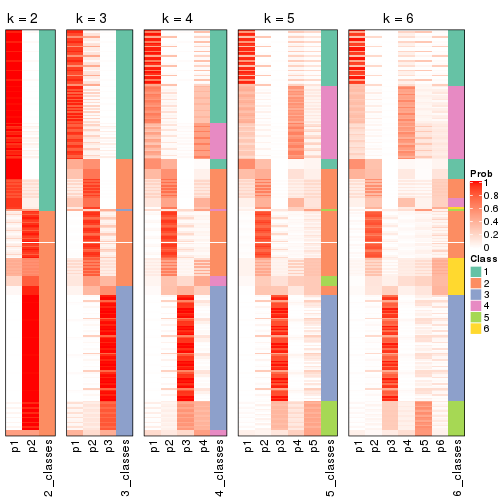 k = 2
k = 3
k = 4
k = 5
k = 6
Prob
1
0.8
0.6
0.4
0.2
0
Class
1
2
3
4
5
6
p1
p2
2_classes
p1
p2
p3
3_classes
p1
p2
p3
p4
4_classes
p1
p2
p3
p4
p5
5_classes
p1
p2
p3
p4
p5
p6
6_classes